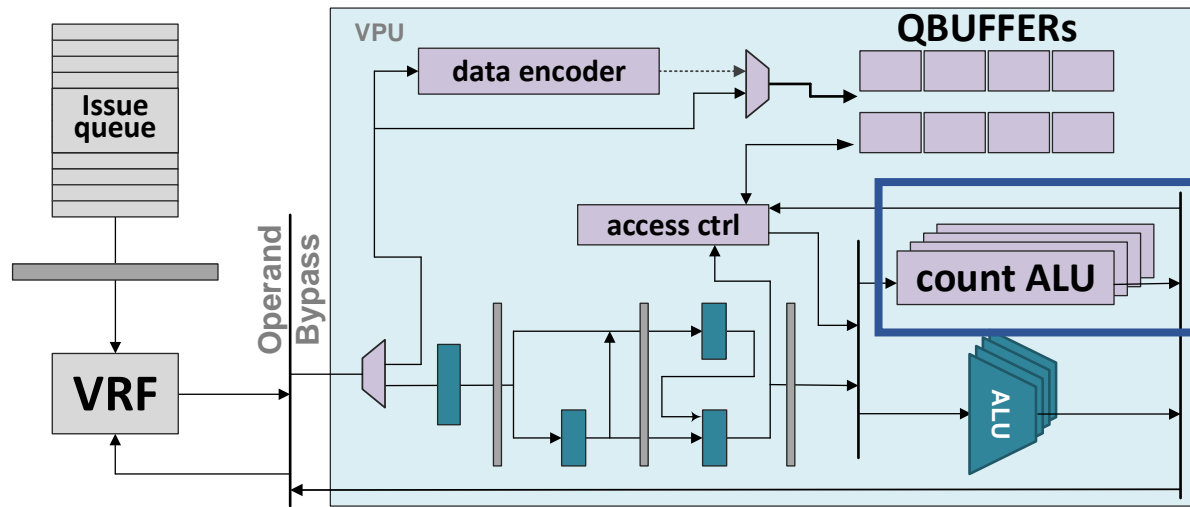 VPU
QBUFFERs
data encoder
Issue
queue
access ctrl
Operand
Bypass
count ALU
VRF
ALU